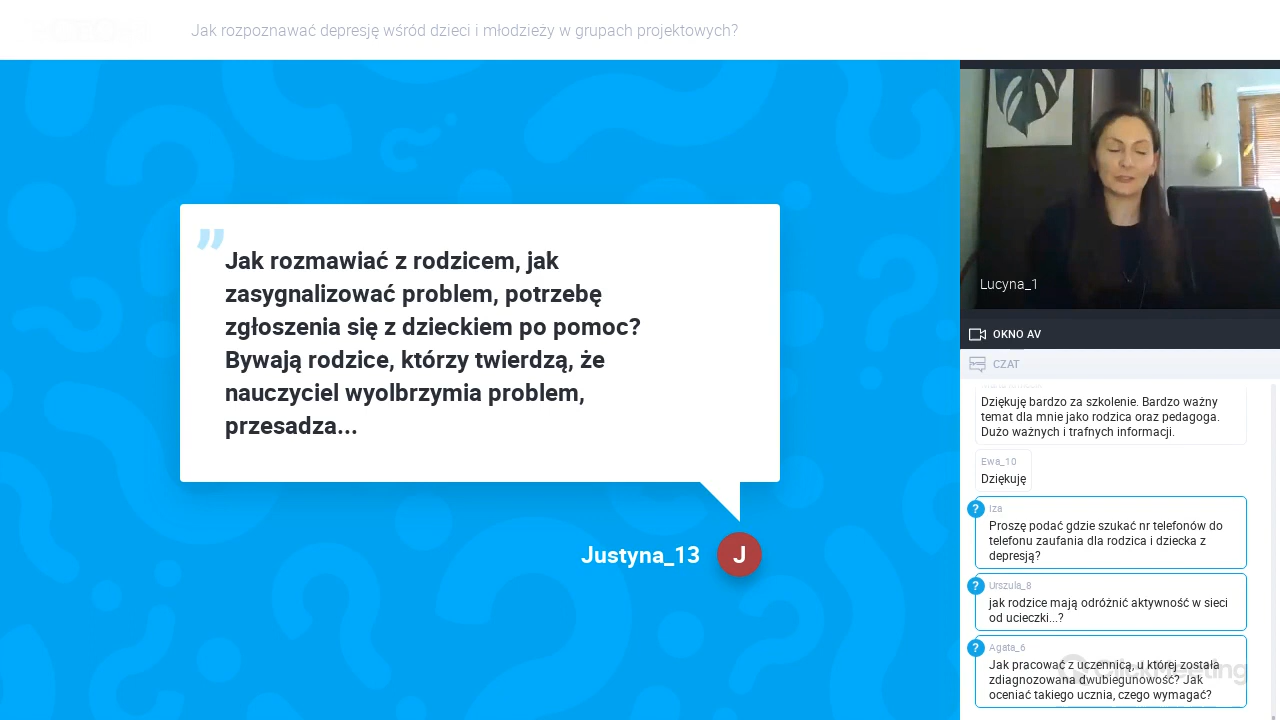 Jak rozpoznawać depresję wśród dzieci i młodzieży w grupach projektowych?
”
Jak rozmawiać z rodzicem, jak
zasygnalizować problem, potrzebę
zgłoszenia się z dzieckiem po pomoc?
Bywają rodzice, którzy twierdzą, że
nauczyciel wyolbrzymia problem,
przesadza...
Justyna_13
J
Lucyna_1
OKNO AV
CZAT
Dziękuję bardzo za szkolenie. Bardzo ważny
temat dla mnie jako rodzica oraz pedagoga.
Dużo ważnych i trafnych informacji.
Ewa_10
Dziękuję
?
Iza
Proszę podać gdzie szukać nr telefonów do
telefonu zaufania dla rodzica i dziecka z
depresją?
?
Urszula_8
jak rodzice mają odróżnić aktywność w sieci
od ucieczki...?
?
Agata_6
Jak pracować z uczennicą, u której została
zdiagnozowana dwubiegunowość? Jak
oceniać takiego ucznia, czego wymagać?